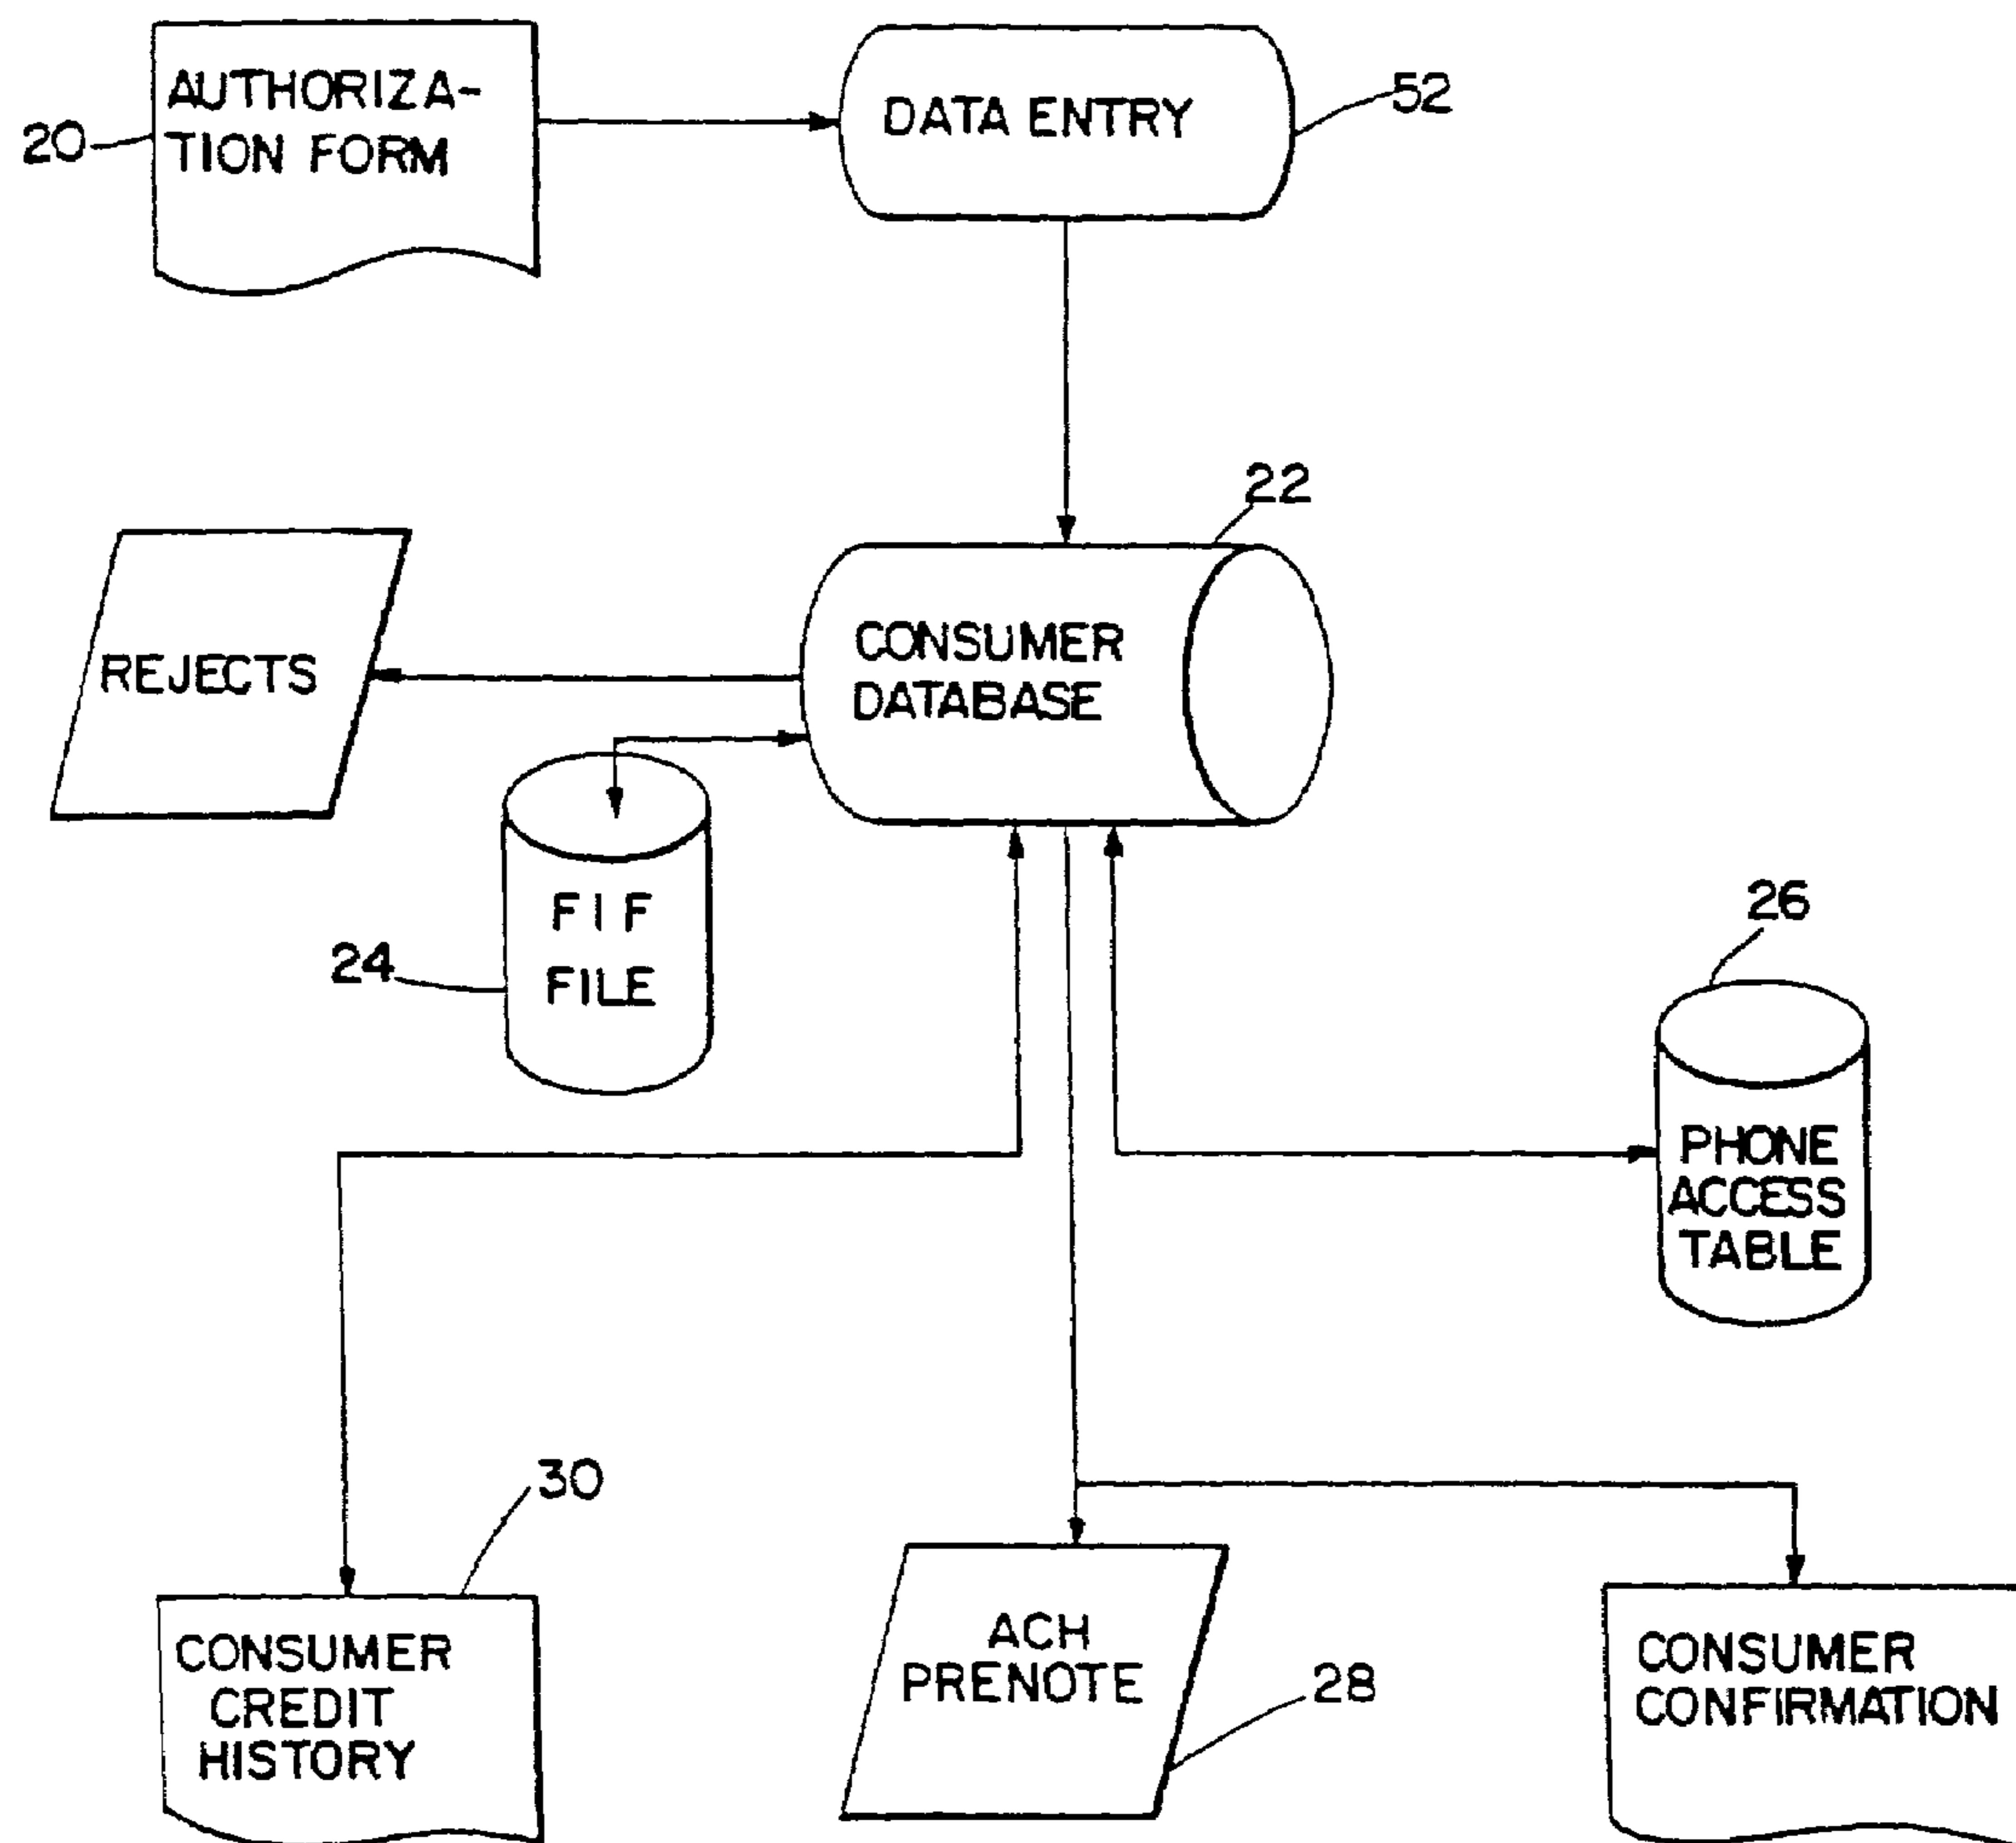 AUTHORIZA-
TION FORM
20
DATA ENTRY
52
22
CONSUMER
DATABASE
REJECTS
FIF
FILE
24
26
PHONE
ACCESS
TABLE
30
CONSUMER
CREDIT
HISTORY
ACH
PRENOTE
28
CONSUMER
CONFIRMATION